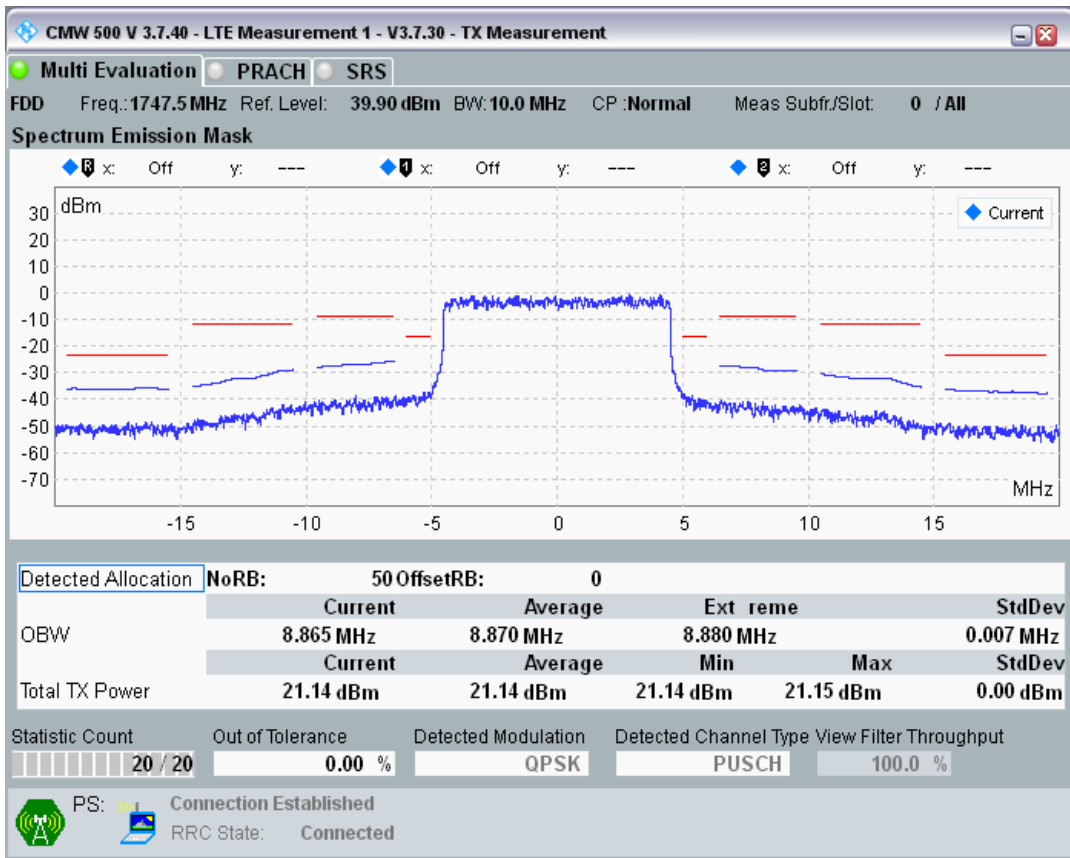 CMW 500 V 3.7.40 - LTE Measurement 1 - V3.7.30 - TX Measurement
Multi Evaluation PRACH SRS
FDD Freq.: 1747.5 MHz Ref. Level: 39.90 dBm BW: 10.0 MHz CP : Normal Meas Subfr./Slot: 0 / All
Spectrum Emission Mask
R x: Off y: --- 1 x: Off y: --- 2 x: Off y: ---
dBm
Current
30
20
10
0
-10
-20
-30
-40
-50
-60
-70
MHz
-15 -10 -5 0 5 10 15
Detected Allocation NoRB: 50 OffsetRB: 0
Current Average Ext reme StdDev
OBW 8.865 MHz 8.870 MHz 8.880 MHz 0.007 MHz
Current Average Min Max StdDev
Total TX Power 21.14 dBm 21.14 dBm 21.14 dBm 21.15 dBm 0.00 dBm
Statistic Count Out of Tolerance Detected Modulation Detected Channel Type View Filter Throughput
20 / 20 0.00 % QPSK PUSCH 100.0 %
PS: Connection Established
RRC State: Connected